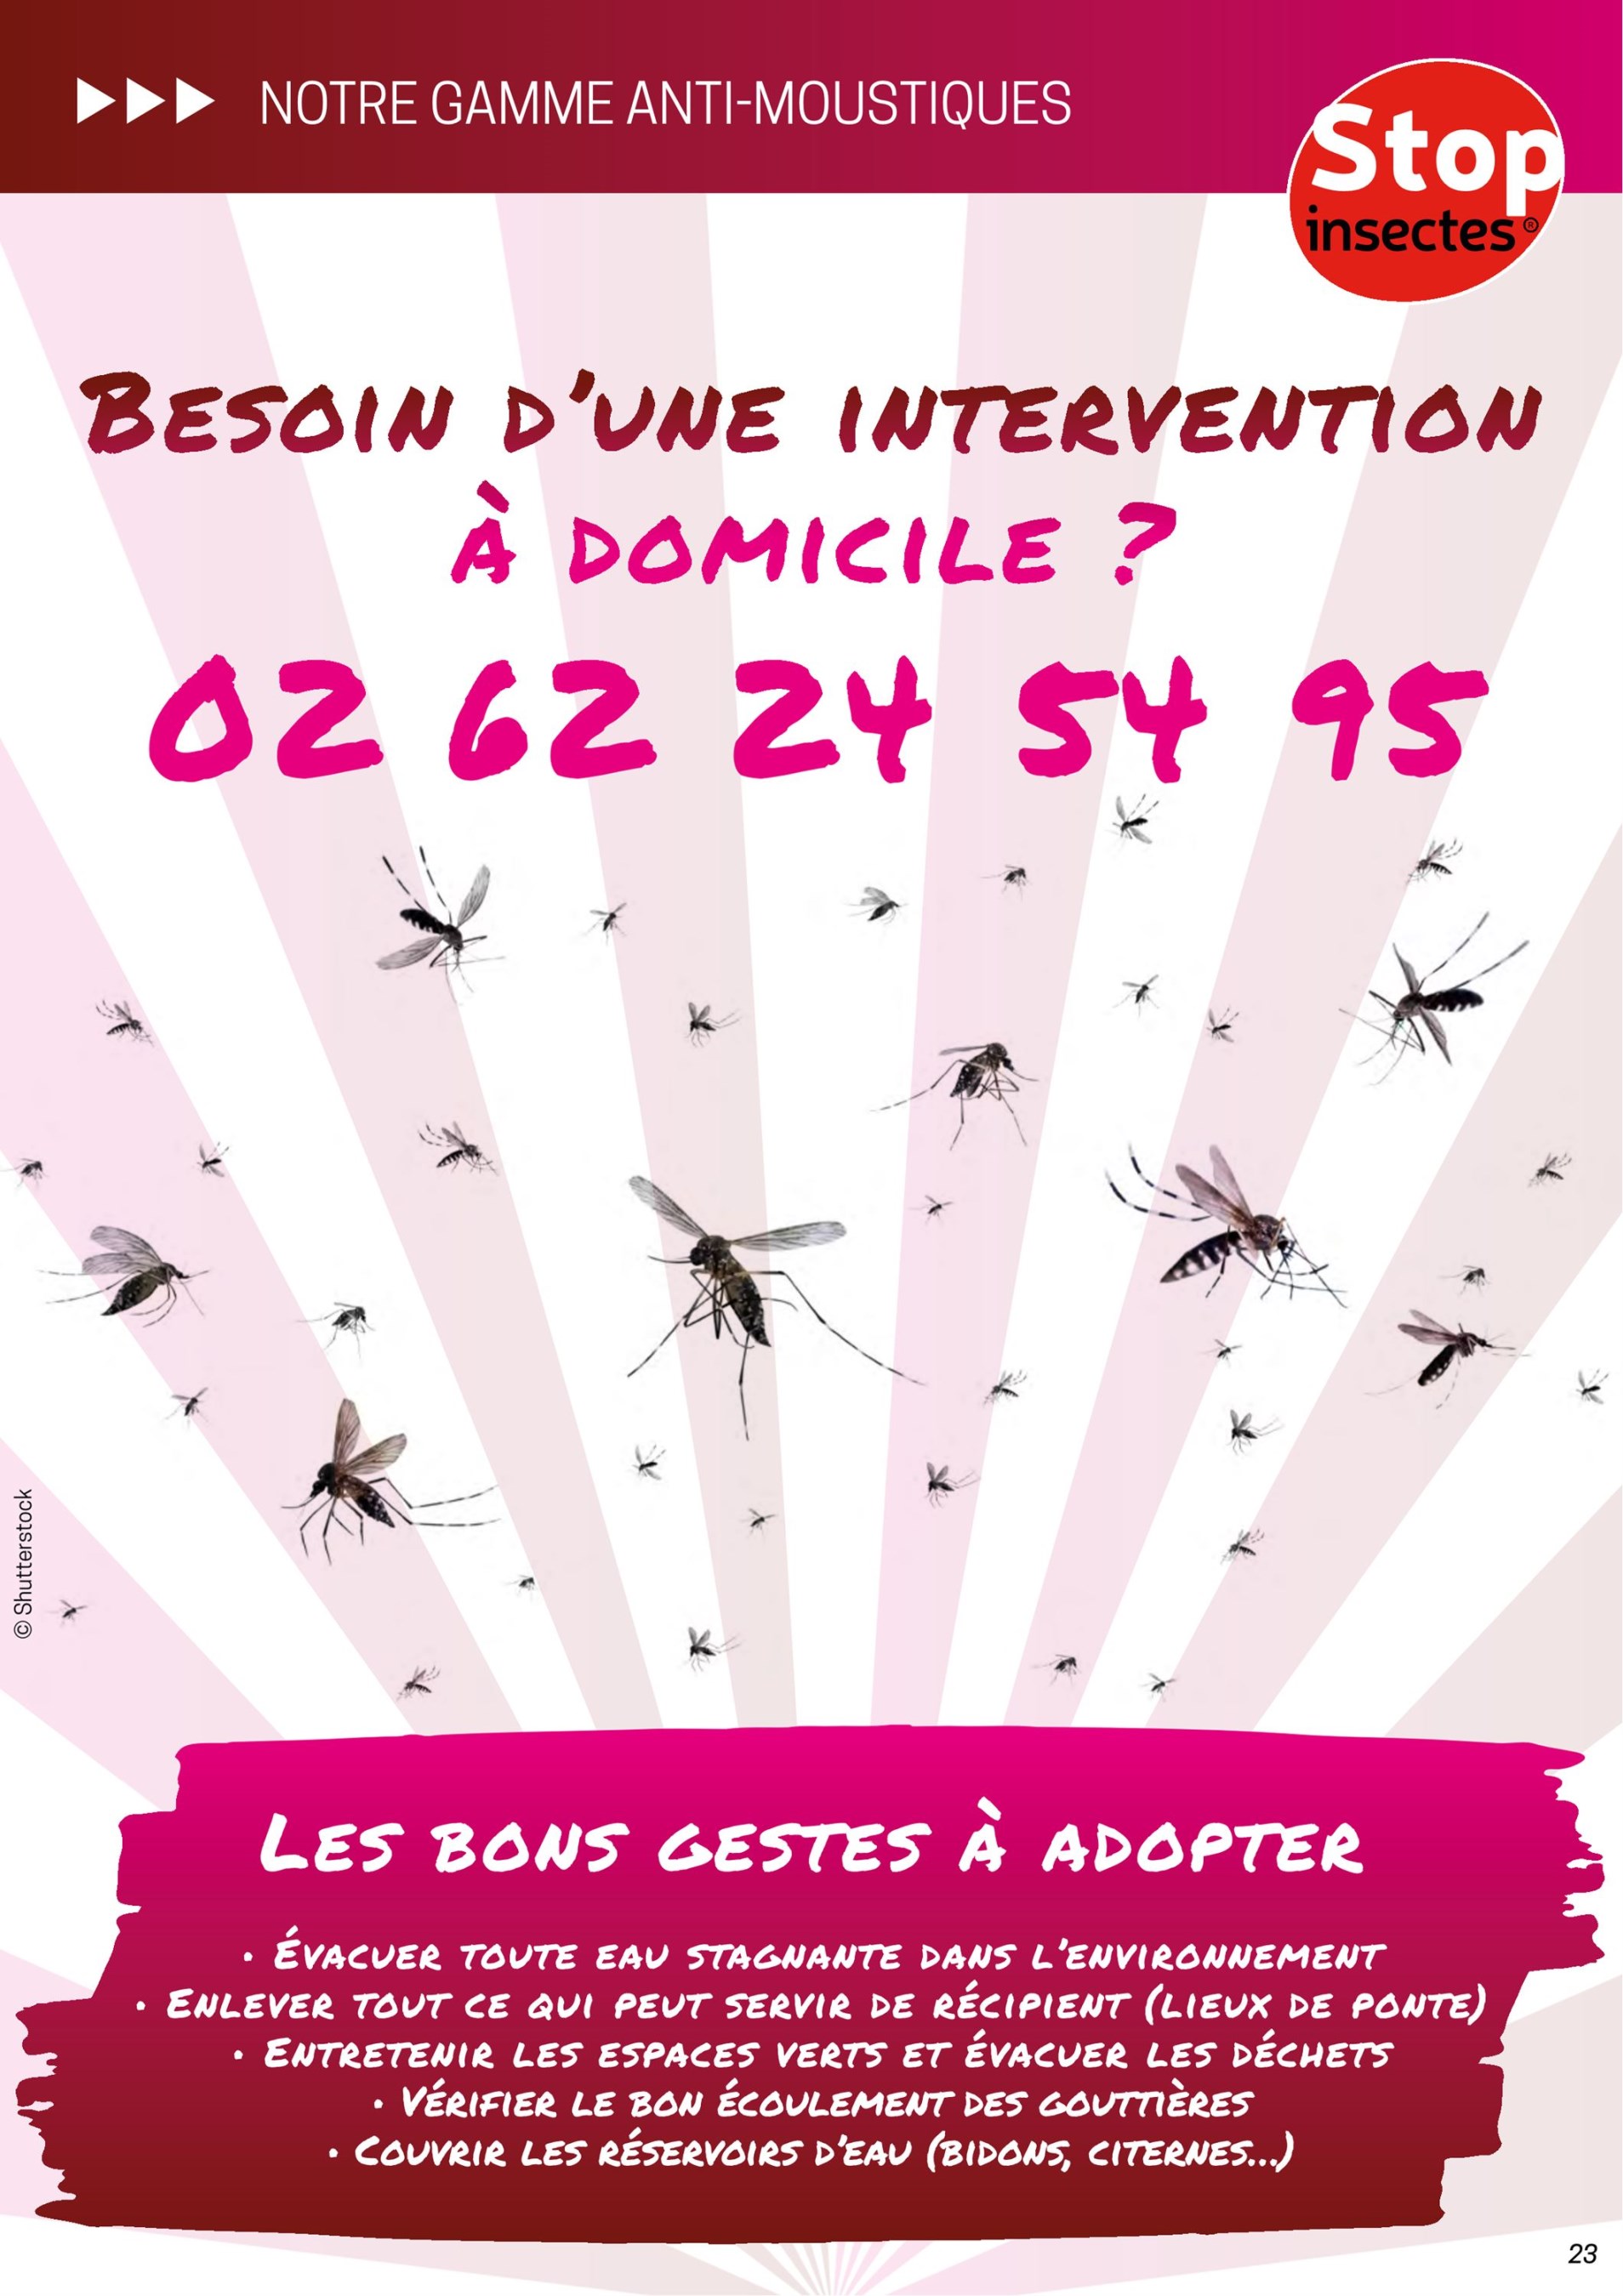 NOTRE GAMME ANTI-MOUSTIQUES
Stop
insectes®
BESOIN D'UNE INTERVENTION
À DOMICILE ?
02 62 24 54 95
© Shutterstock
LES BONS GESTES À ADOPTER
• ÉVACUER TOUTE EAU STAGNANTE DANS L'ENVIRONNEMENT
• ENLEVER TOUT CE QUI PEUT SERVIR DE RÉCIPIENT (LIEUX DE PONTE)
• ENTRETENIR LES ESPACES VERTS ET ÉVACUER LES DÉCHETS
• VÉRIFIER LE BON ÉCOULEMENT DES GOUTTIÈRES
• COUVRIR LES RÉSERVOIRS D'EAU (BIDONS, CITERNES...)
23